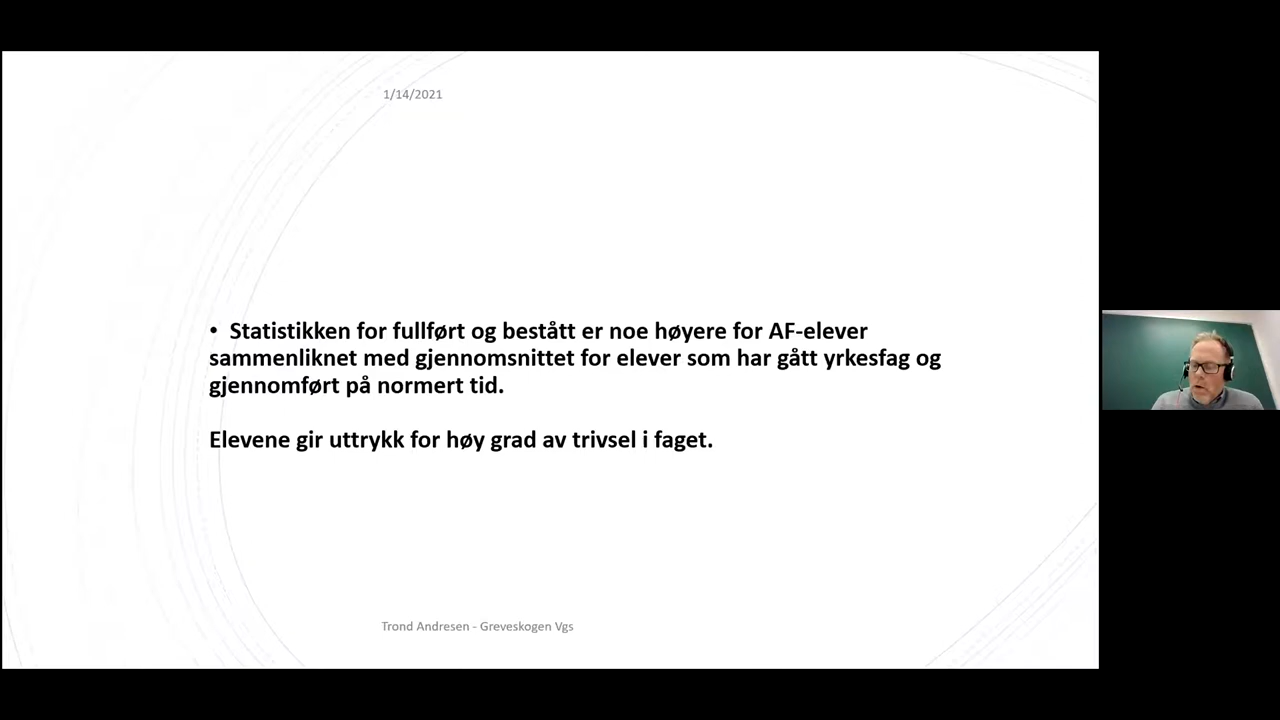 1/14/2021
• Statistikken for fullført og bestått er noe høyere for AF-elever
sammenliknet med gjennomsnittet for elever som har gått yrkesfag og
gjennomført på normert tid.
Elevene gir uttrykk for høy grad av trivsel i faget.
Trond Andresen - Greveskogen Vgs